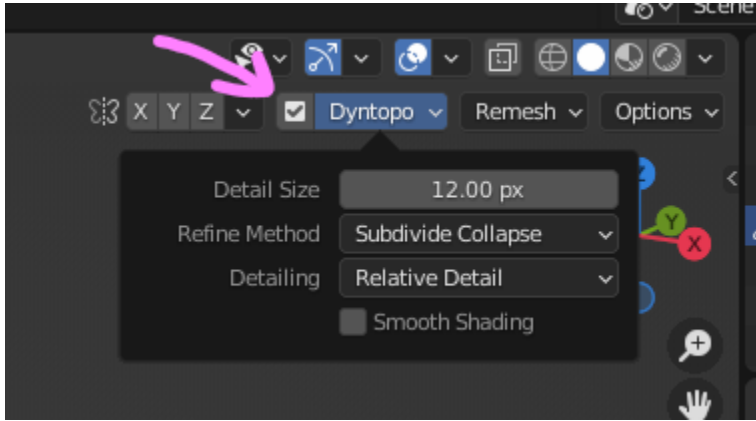 Scene
X Y Z Dyntopo Remesh Options
Detail Size 12.00 px
Refine Method Subdivide Collapse
Detailing Relative Detail
Smooth Shading
Z
Y
X